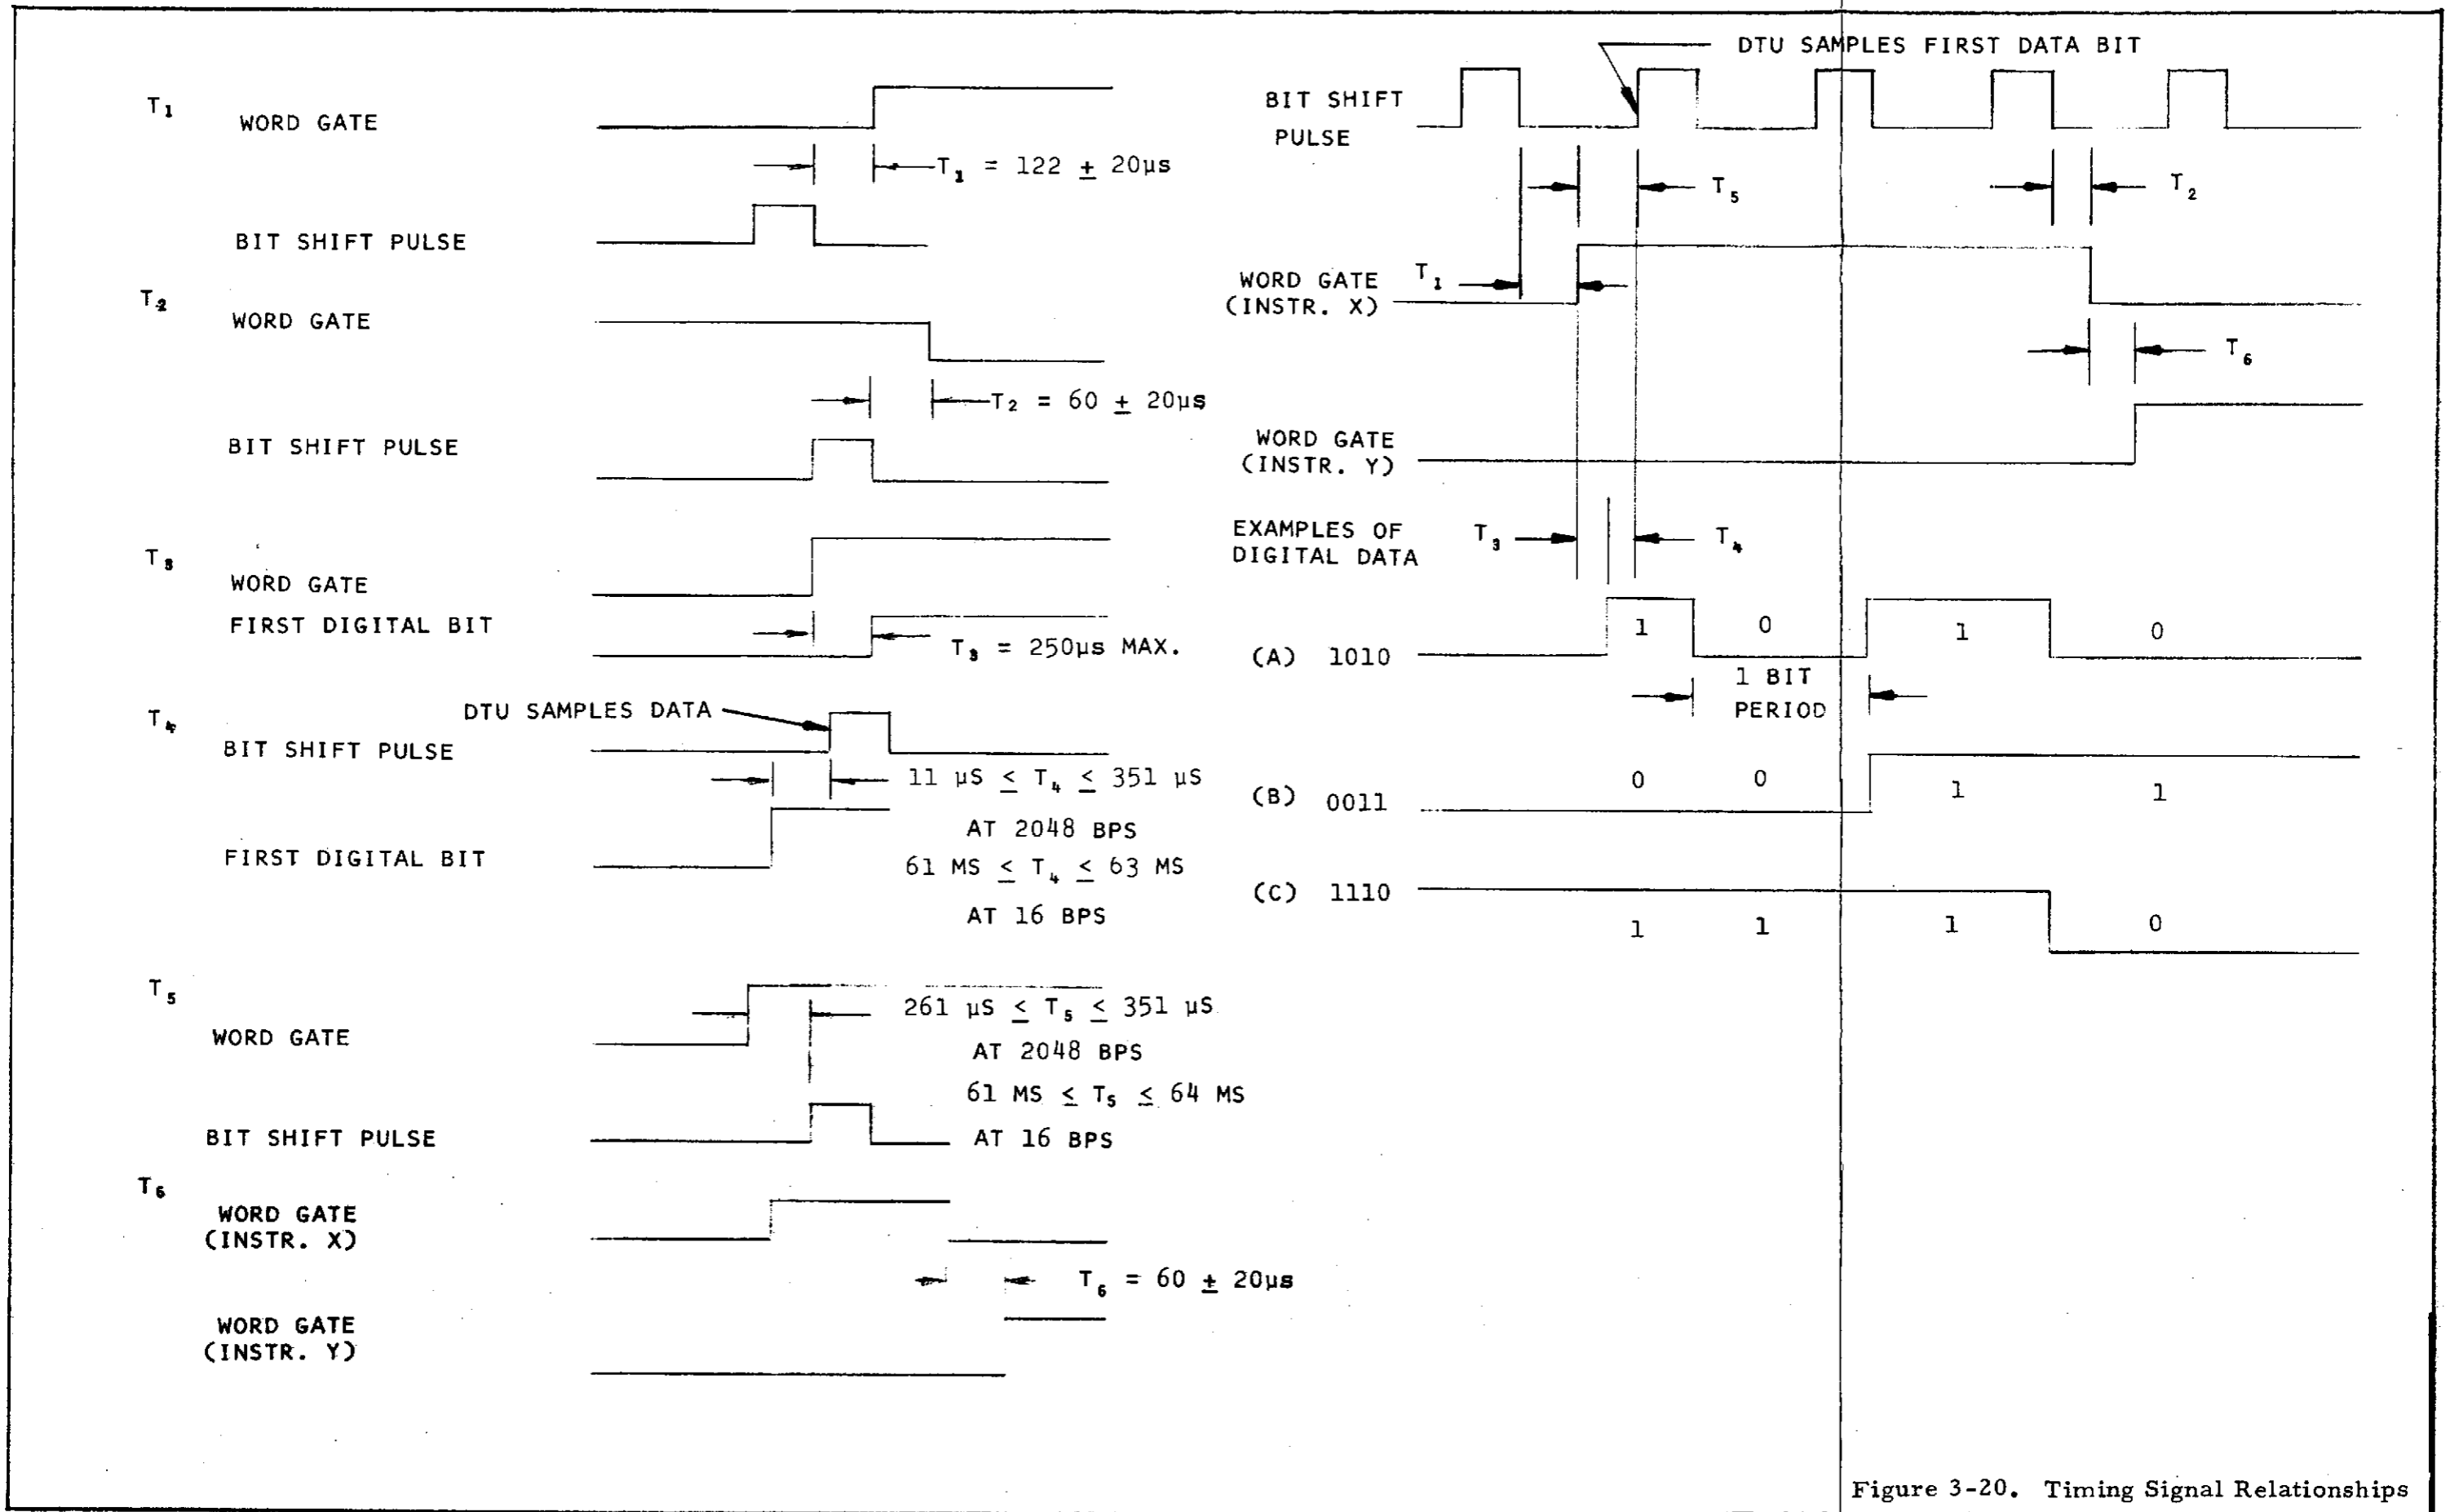 T₁
WORD GATE
T₁ = 122 ± 20µs
BIT SHIFT PULSE
T₂
WORD GATE
T₂ = 60 ± 20µs
BIT SHIFT PULSE
T₃
WORD GATE
FIRST DIGITAL BIT
T₃ = 250µs MAX.
T₄
DTU SAMPLES DATA
BIT SHIFT PULSE
11 µS ≤ T₄ ≤ 351 µS
AT 2048 BPS
FIRST DIGITAL BIT
61 MS ≤ T₄ ≤ 63 MS
AT 16 BPS
T₅
261 µS ≤ T₅ ≤ 351 µS
WORD GATE
AT 2048 BPS
61 MS ≤ T₅ ≤ 64 MS
BIT SHIFT PULSE
AT 16 BPS
T₆
WORD GATE
(INSTR. X)
T₆ = 60 ± 20µs
WORD GATE
(INSTR. Y)
DTU SAMPLES FIRST DATA BIT
BIT SHIFT
PULSE
T₅
T₂
WORD GATE
(INSTR. X)
T₁
T₆
WORD GATE
(INSTR. Y)
EXAMPLES OF
DIGITAL DATA
T₃
T₄
1 0 1 0
(A) 1010
1 BIT
PERIOD
0 0 1 1
(B) 0011
(C) 1110
1 1 1 0
Figure 3-20. Timing Signal Relationships